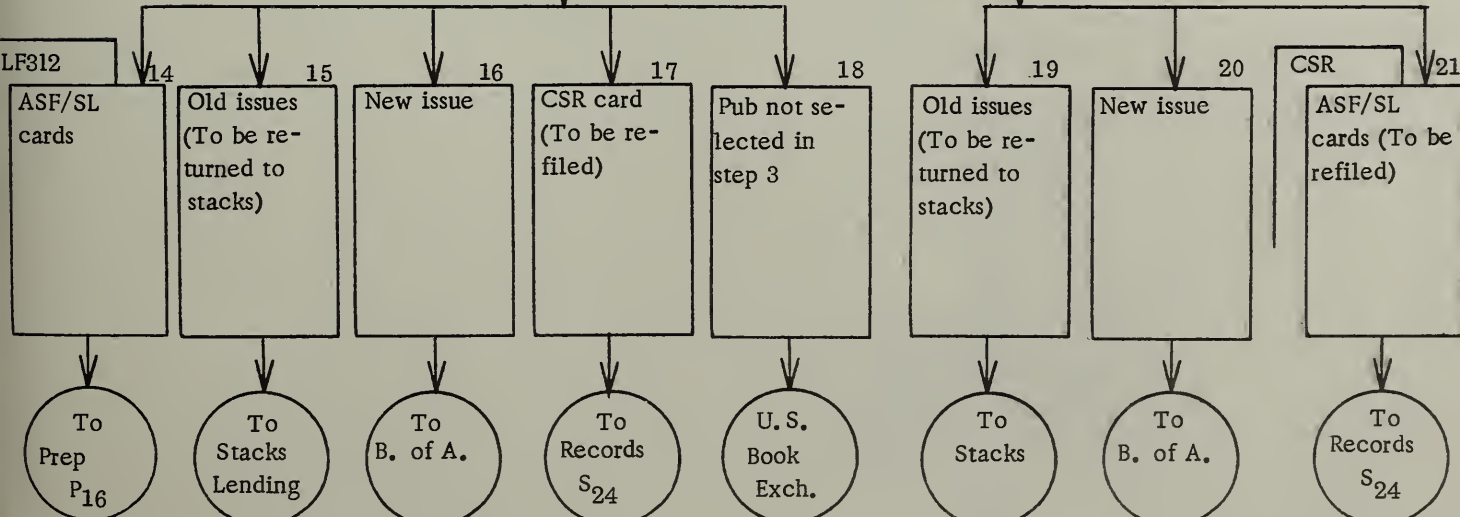 LF312
14
ASF/SL
cards
To
Prep
P16
15
Old issues
(To be re-
turned to
stacks)
To
Stacks
Lending
16
New issue
To
B. of A.
17
CSR card
(To be re-
filed)
To
Records
S24
18
Pub not se-
lected in
step 3
U.S.
Book
Exch.
19
Old issues
(To be re-
turned to
stacks)
To
Stacks
20
New issue
To
B. of A.
CSR
21
ASF/SL
cards (To be
refiled)
To
Records
S24